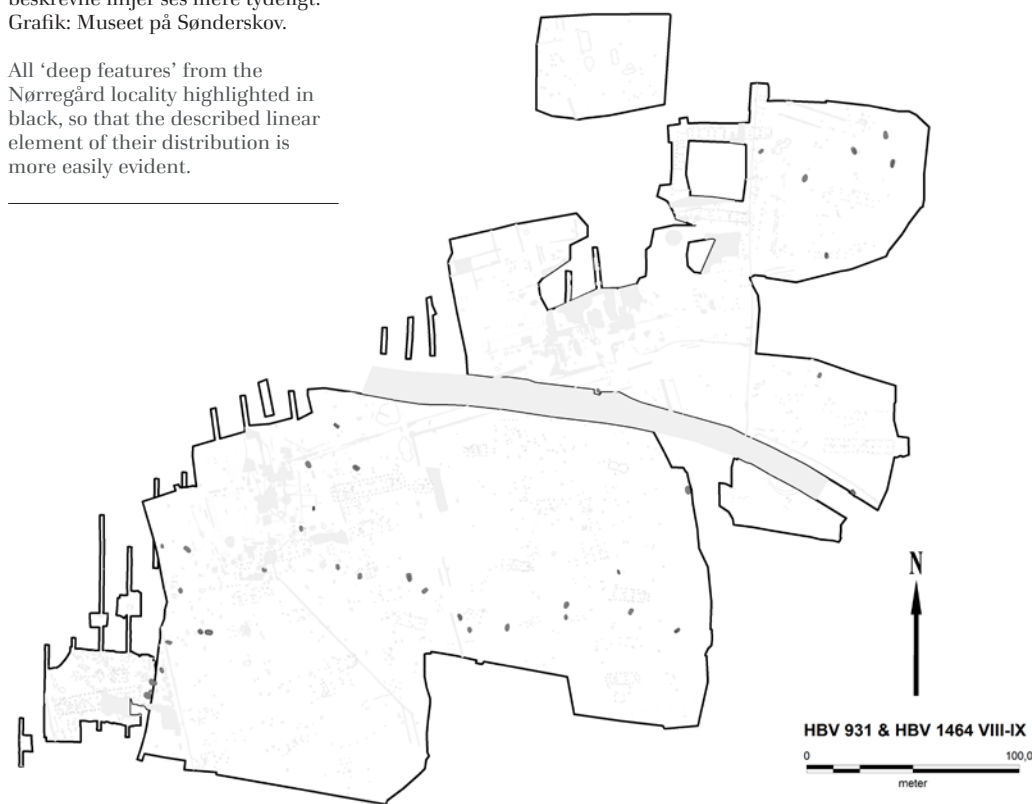 beskrevne linjer ses mere tydeligt.
Grafik: Museet på Sønderskov.
All ‘deep features’ from the
Nørregård locality highlighted in
black, so that the described linear
element of their distribution is
more easily evident.
N
HBV 931 & HBV 1464 VIII-IX
0 100,0
meter